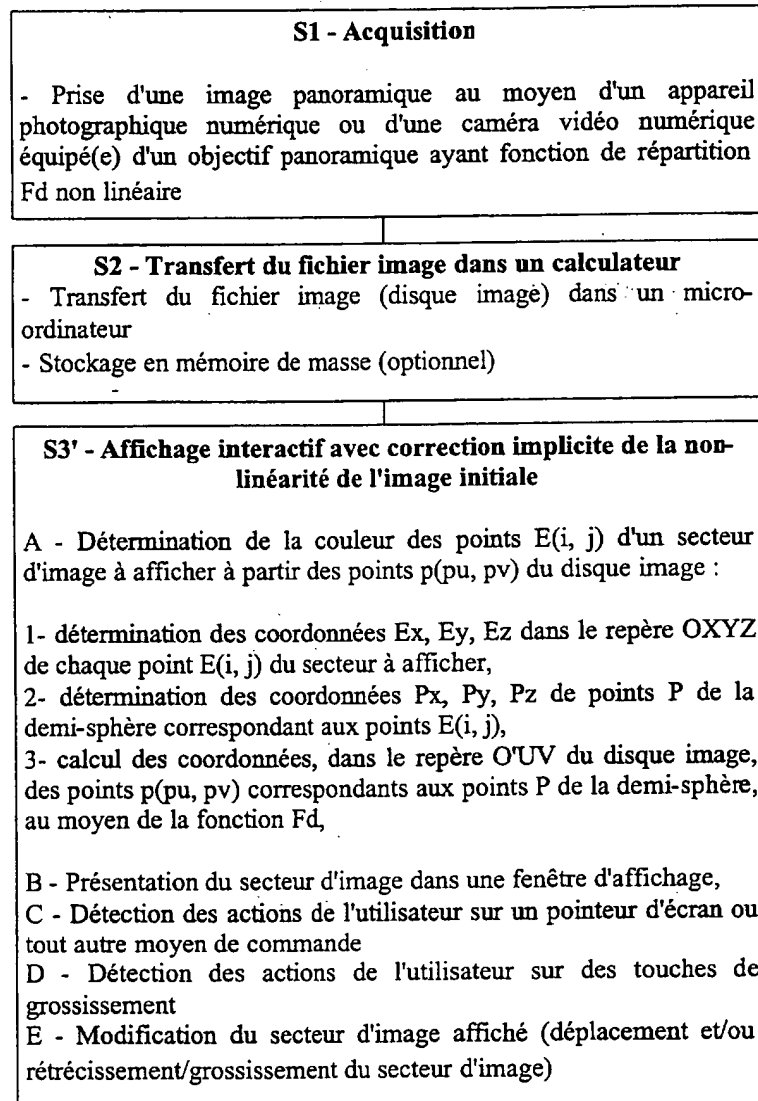 S1 - Acquisition
- Prise d'une image panoramique au moyen d'un appareil
photographique numérique ou d'une caméra vidéo numérique
équipé(e) d'un objectif panoramique ayant fonction de répartition
Fd non linéaire
S2 - Transfert du fichier image dans un calculateur
- Transfert du fichier image (disque image) dans un micro-
ordinateur
- Stockage en mémoire de masse (optionnel)
S3' - Affichage interactif avec correction implicite de la non-
linéarité de l'image initiale
A - Détermination de la couleur des points E(i, j) d'un secteur
d'image à afficher à partir des points p(pu, pv) du disque image :
1- détermination des coordonnées Ex, Ey, Ez dans le repère OXYZ
de chaque point E(i, j) du secteur à afficher,
2- détermination des coordonnées Px, Py, Pz de points P de la
demi-sphère correspondant aux points E(i, j),
3- calcul des coordonnées, dans le repère O'UV du disque image,
des points p(pu, pv) correspondants aux points P de la demi-sphère,
au moyen de la fonction Fd,
B - Présentation du secteur d'image dans une fenêtre d'affichage,
C - Détection des actions de l'utilisateur sur un pointeur d'écran ou
tout autre moyen de commande
D - Détection des actions de l'utilisateur sur des touches de
grossissement
E - Modification du secteur d'image affiché (déplacement et/ou
rétrécissement/grossissement du secteur d'image)